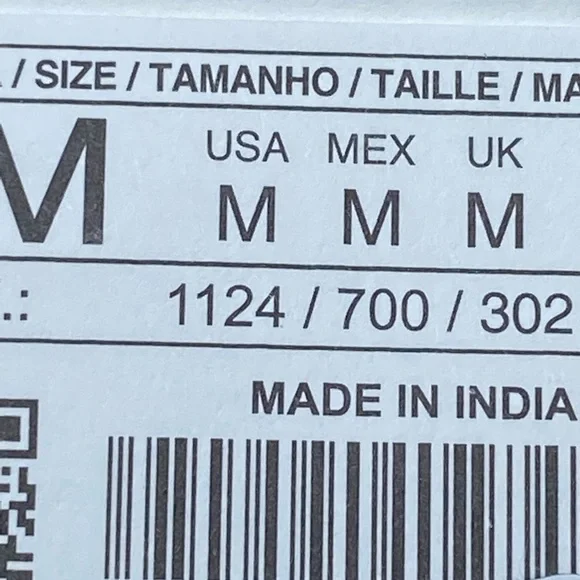 / SIZE / TAMANHO / TAILLE / MA
M
USA MEX UK
M M M
.: 1124 / 700 / 302
MADE IN INDIA